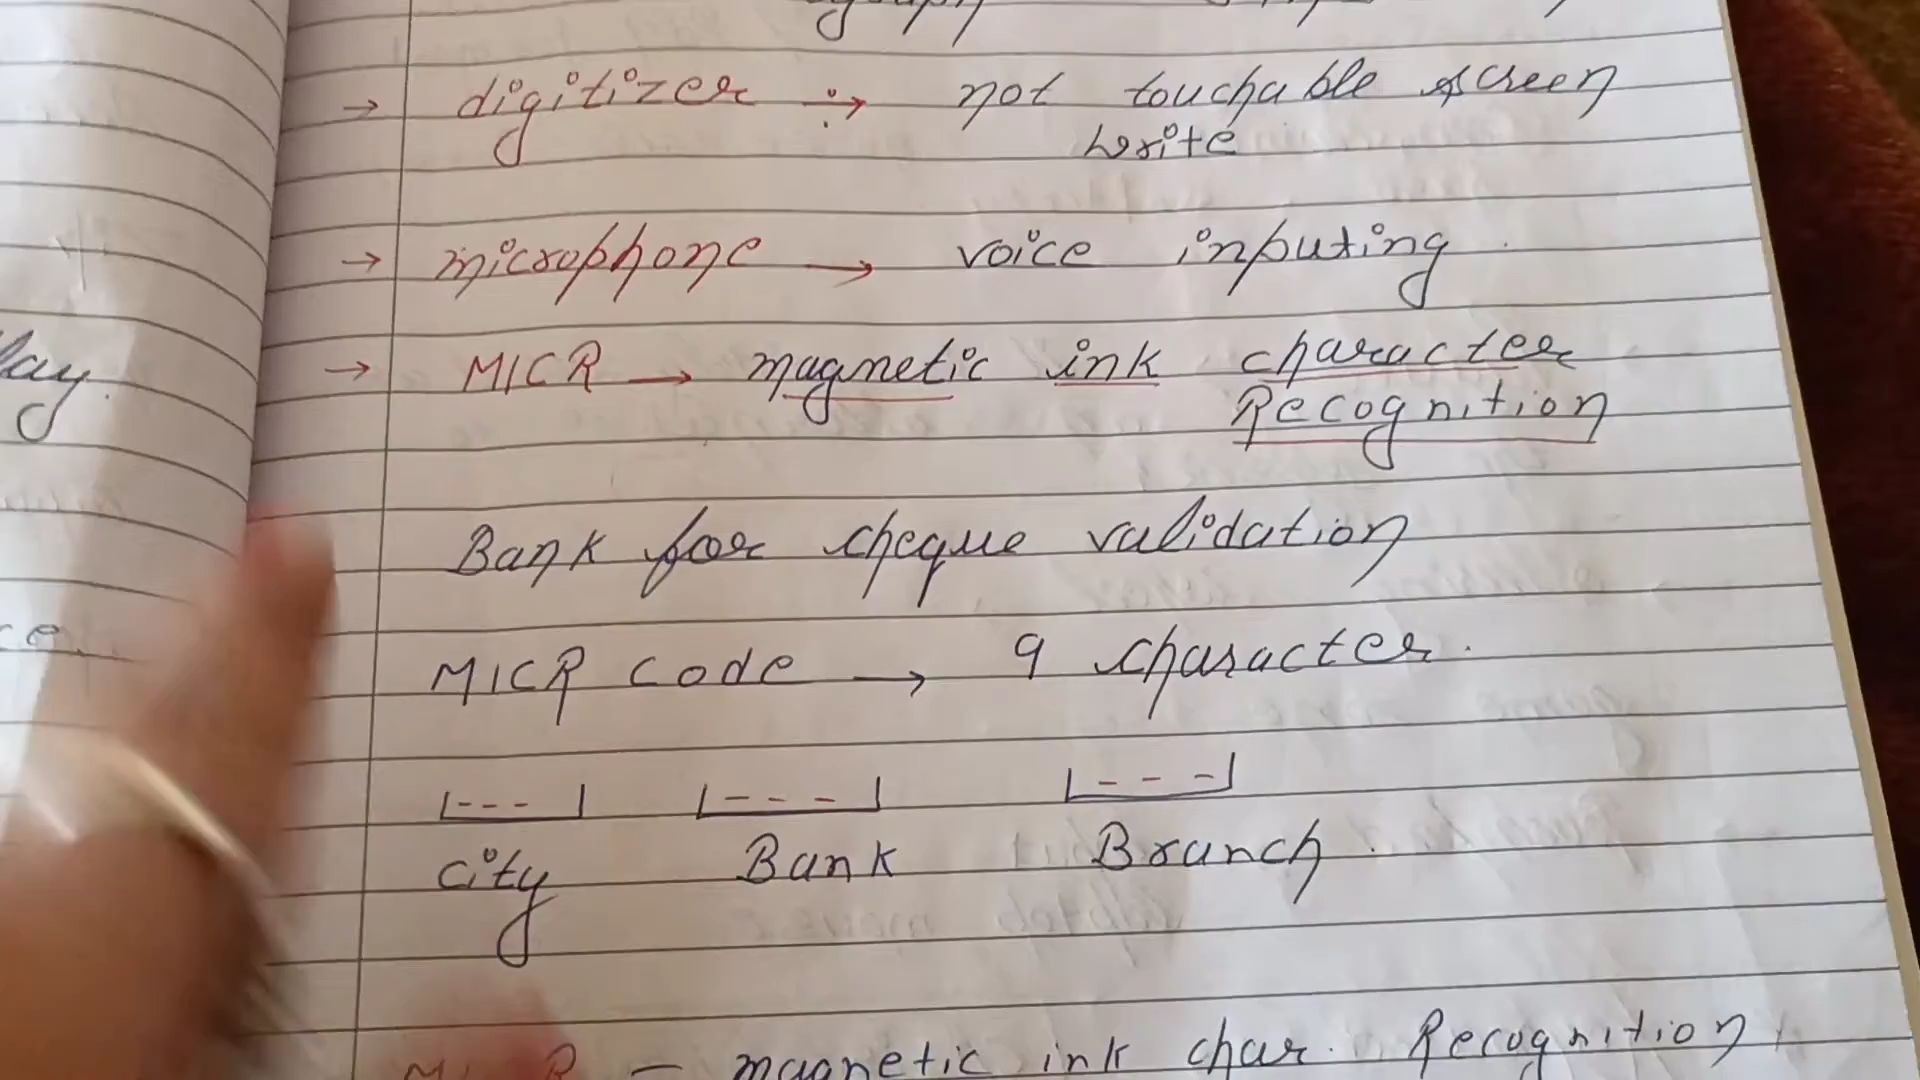 → digitizer ÷→ not touchable screen
write
→ microphone → voice inputing
→ MICR → magnetic ink character
Recognition
Bank for cheque validation
MICR code → 9 character.
--- --- ---
city Bank Branch
MICR - magnetic ink char. Recognition